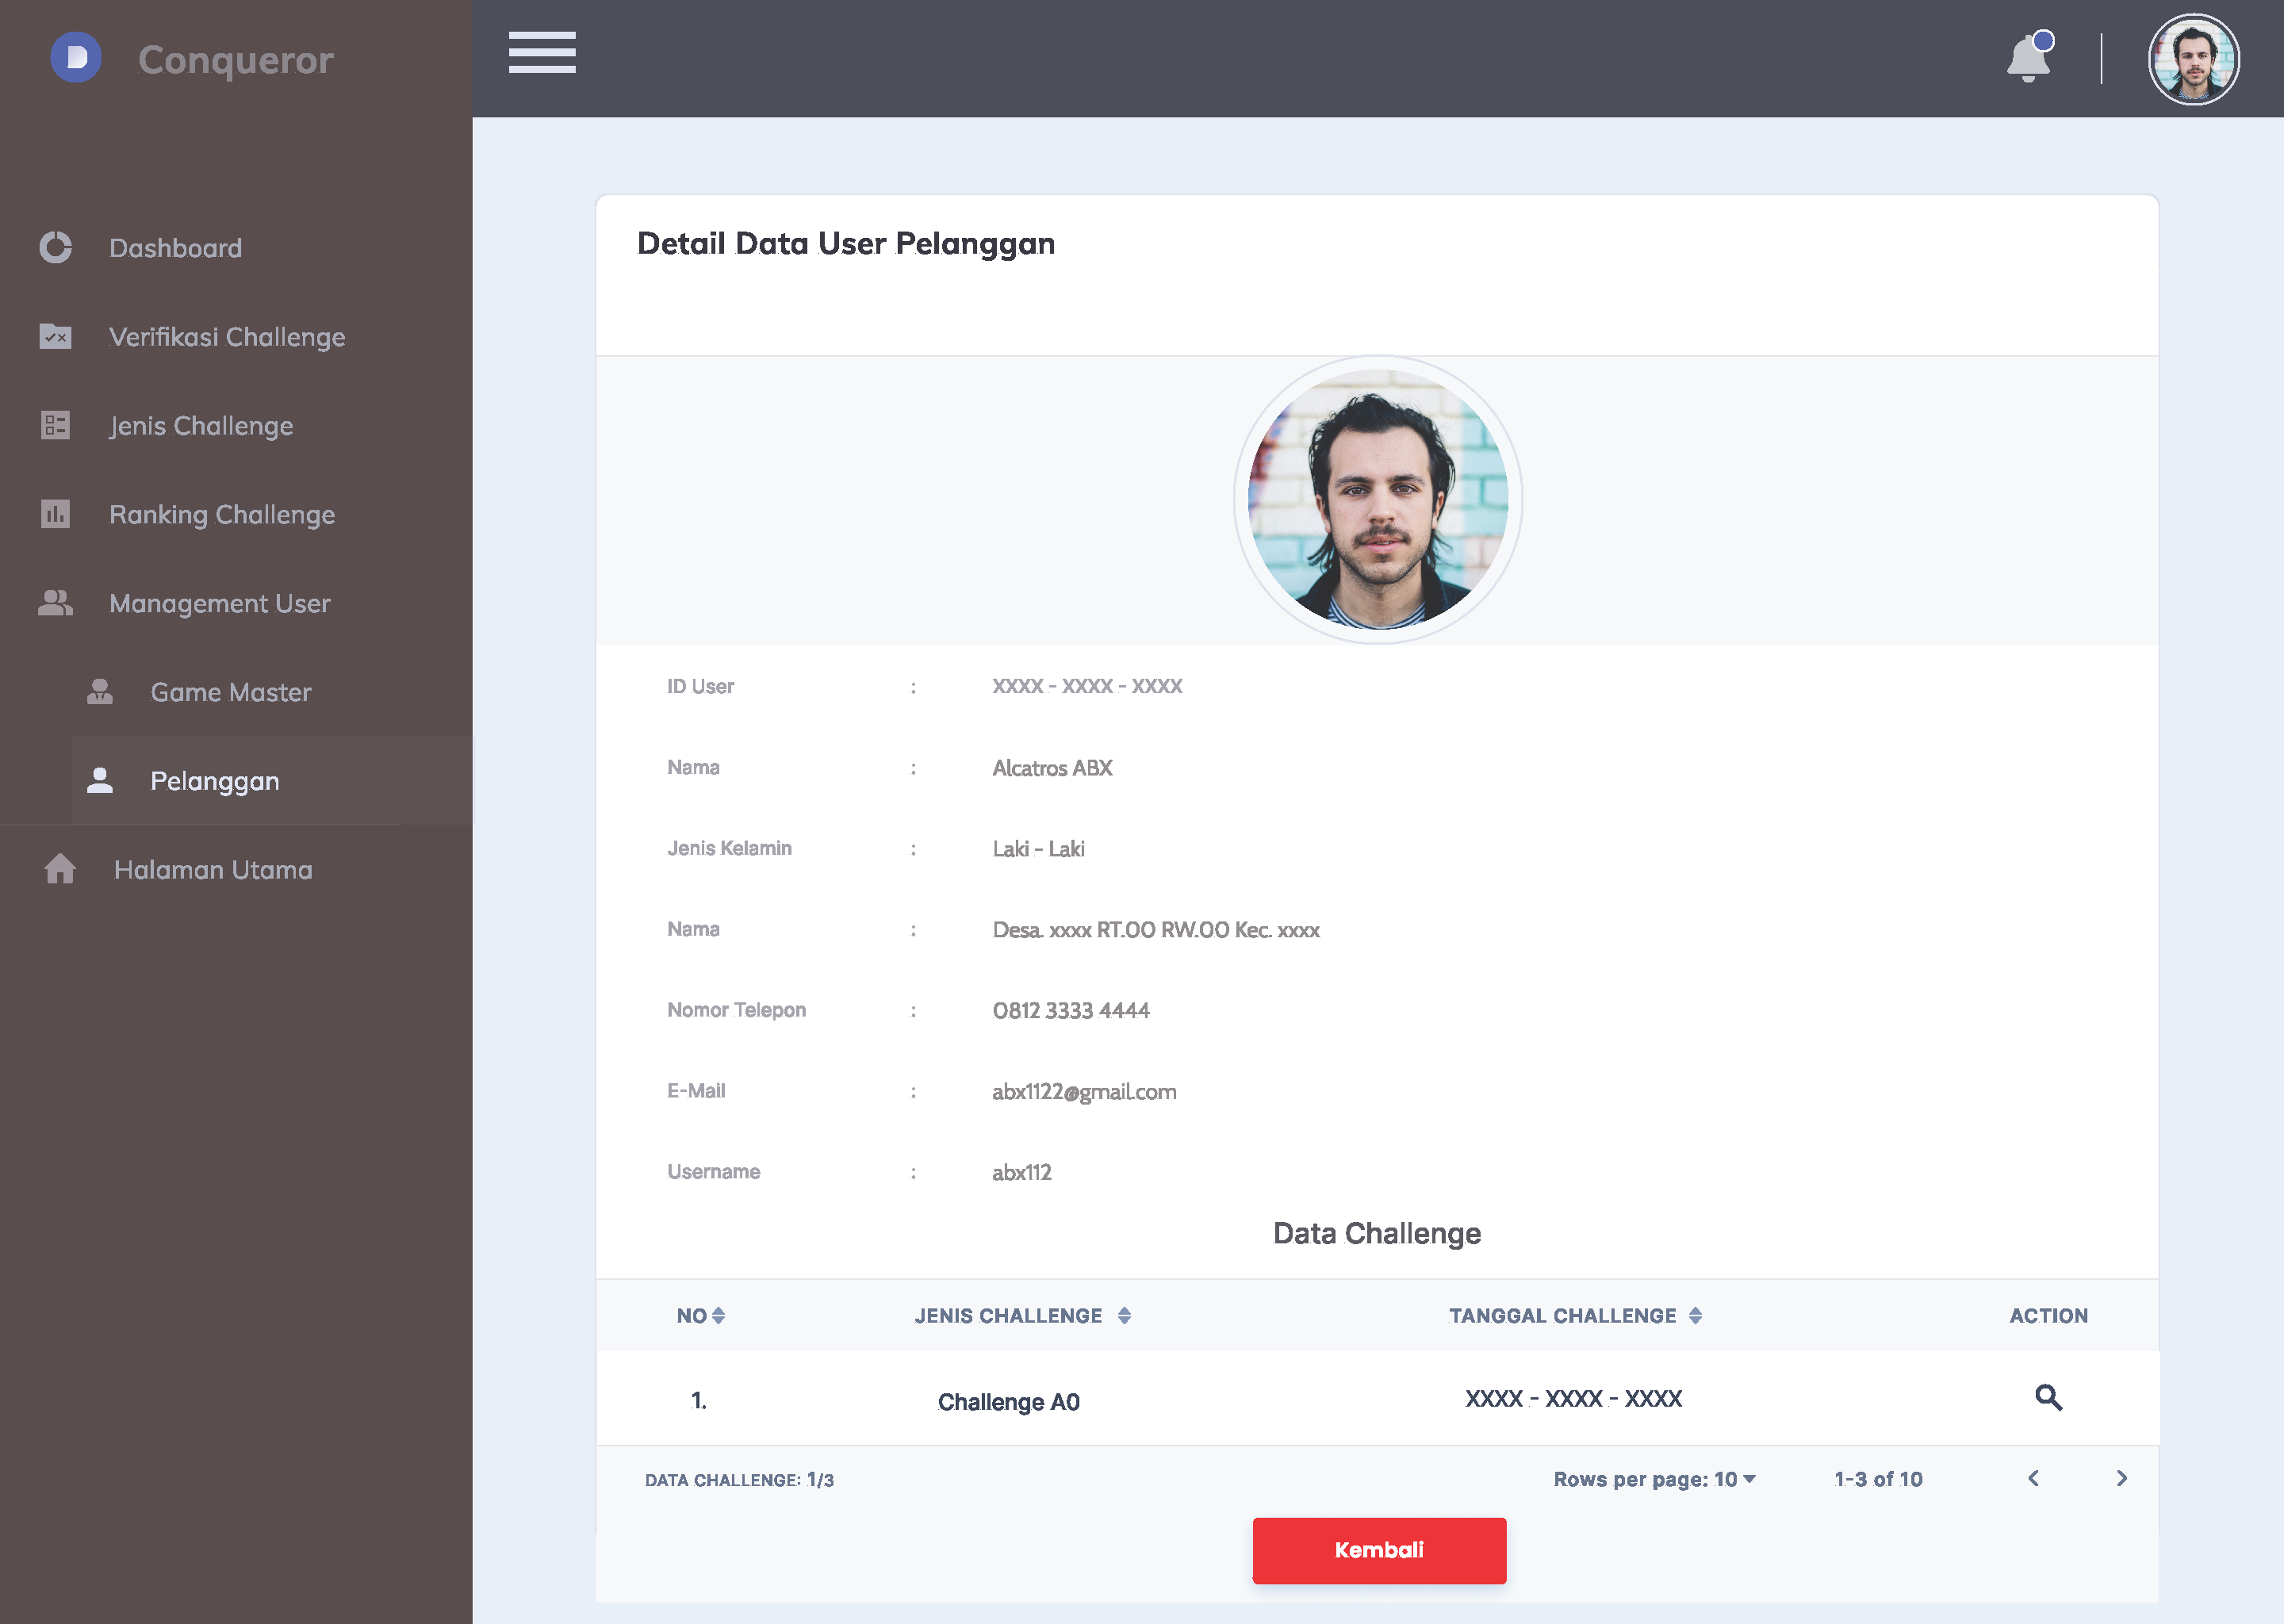 Conqueror
Dashboard
Verifikasi Challenge
Jenis Challenge
Ranking Challenge
Management User
Game Master
Pelanggan
Halaman Utama
Detail Data User Pelanggan
ID User : XXXX - XXXX - XXXX
Nama : Alcatros ABX
Jenis Kelamin : Laki - Laki
Nama : Desa. xxxx RT.00 RW.00 Kec. xxxx
Nomor Telepon : 0812 3333 4444
E-Mail : abx1122@gmail.com
Username : abx112
Data Challenge
NO JENIS CHALLENGE TANGGAL CHALLENGE ACTION
1. Challenge A0 XXXX - XXXX - XXXX
DATA CHALLENGE: 1/3 Rows per page: 10 1-3 of 10
Kembali